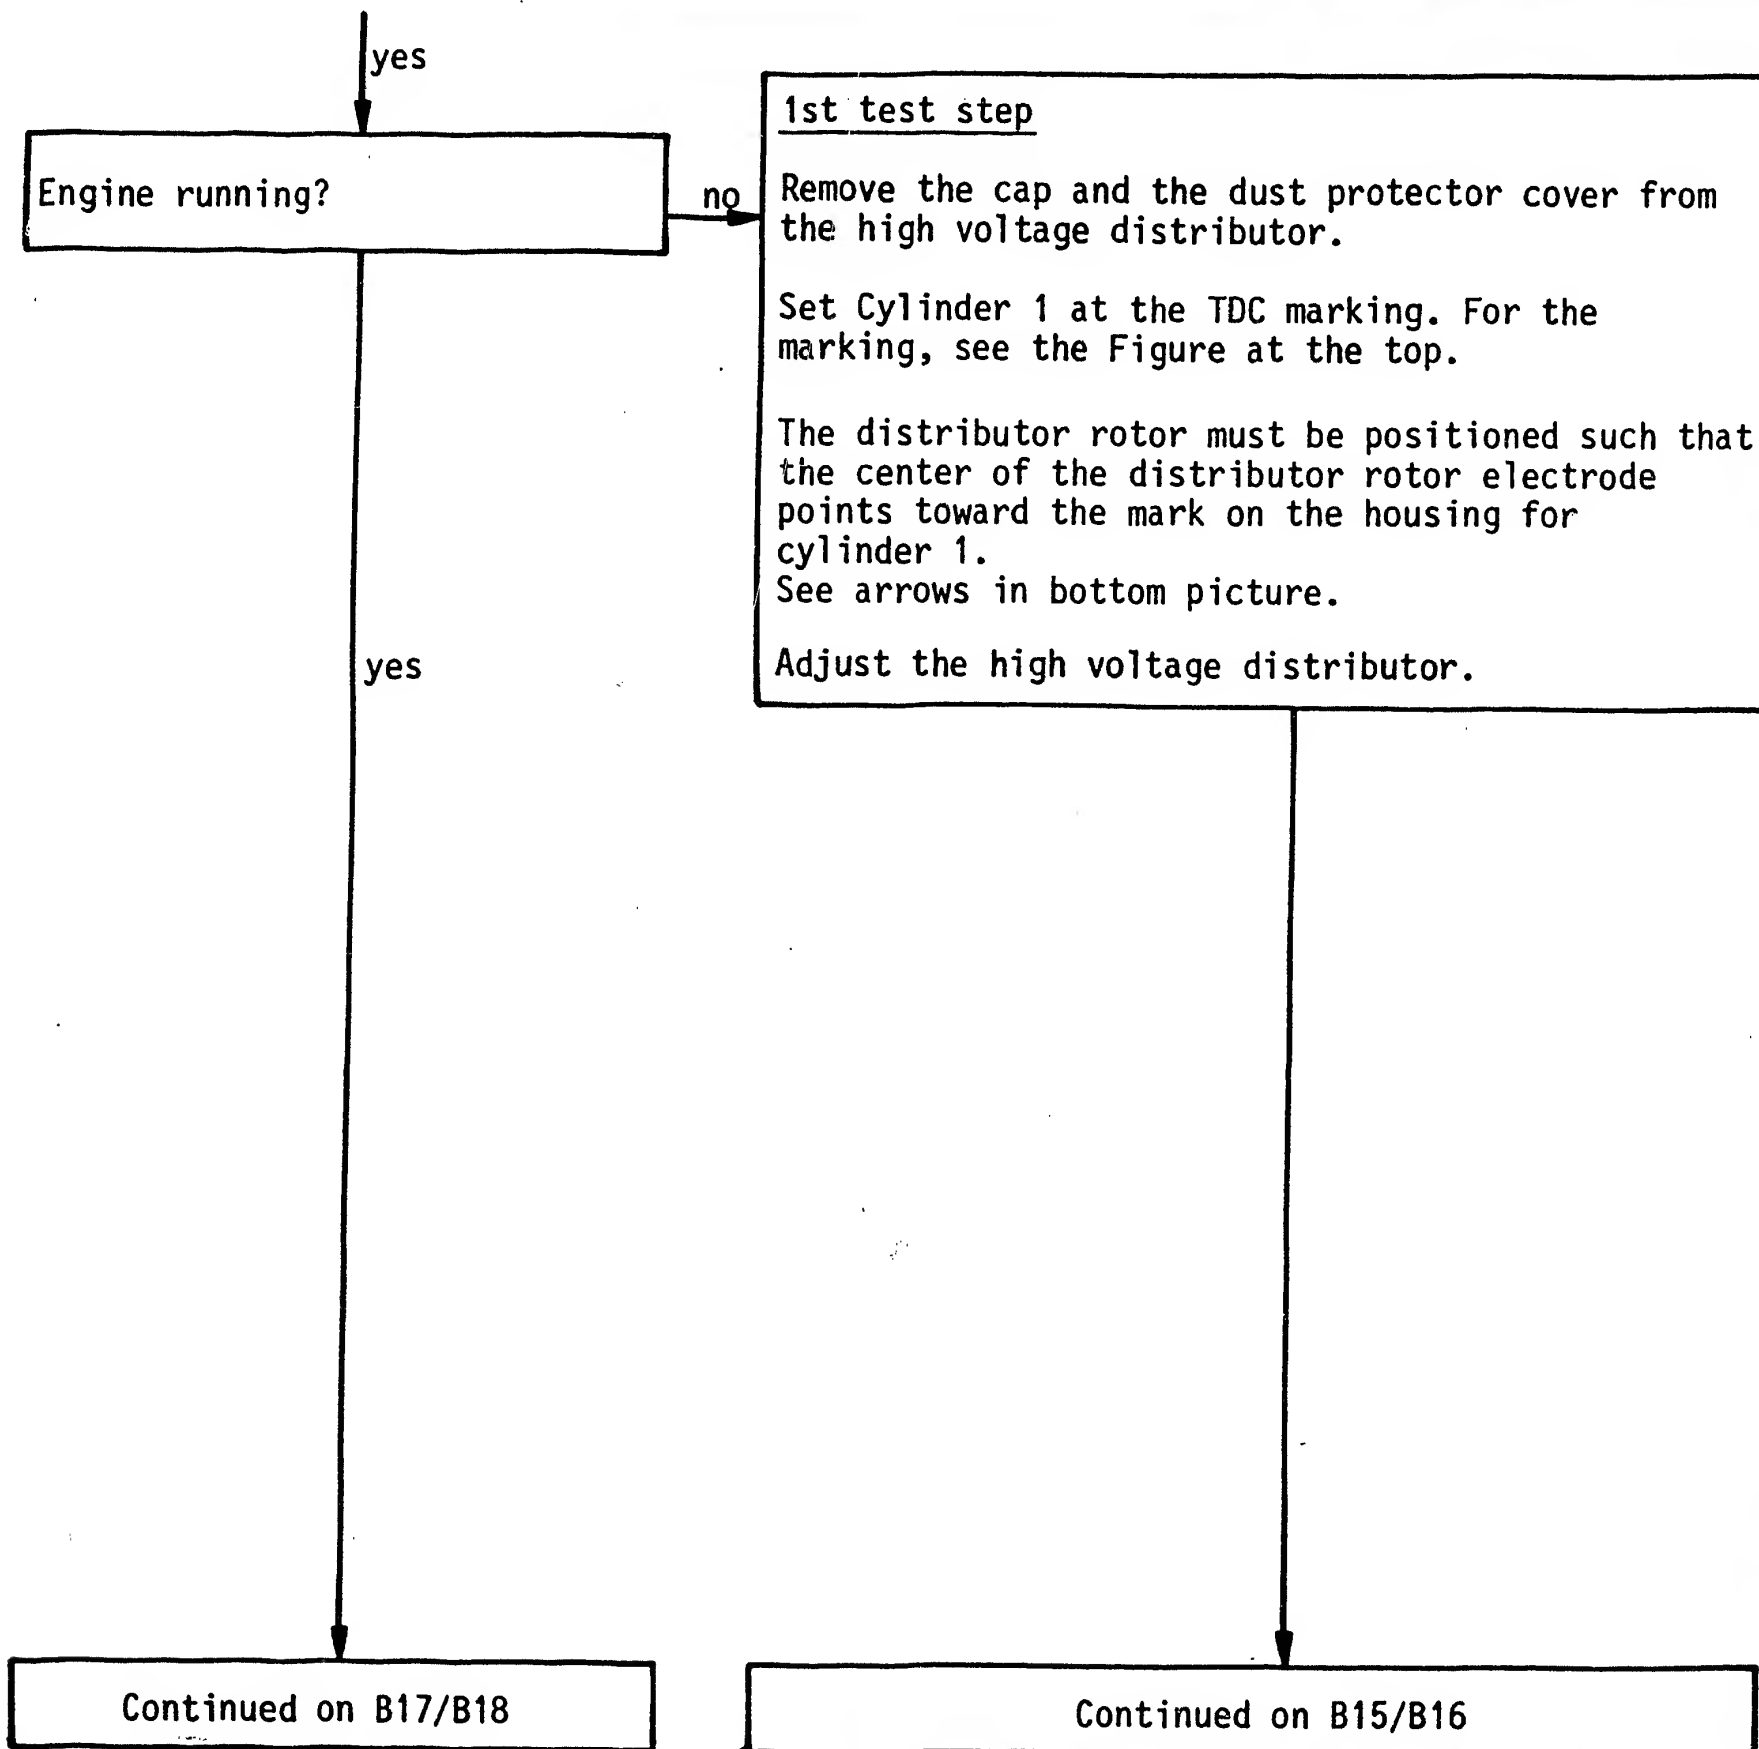 yes
Engine running?
no
1st test step
Remove the cap and the dust protector cover from
the high voltage distributor.
Set Cylinder 1 at the TDC marking. For the
marking, see the Figure at the top.
The distributor rotor must be positioned such that
the center of the distributor rotor electrode
points toward the mark on the housing for
cylinder 1.
See arrows in bottom picture.
Adjust the high voltage distributor.
yes
Continued on B17/B18
Continued on B15/B16